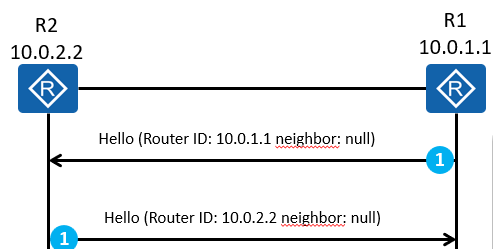 R2
10.0.2.2
R1
10.0.1.1
R
R
Hello (Router ID: 10.0.1.1 neighbor: null)
1
Hello (Router ID: 10.0.2.2 neighbor: null)
1